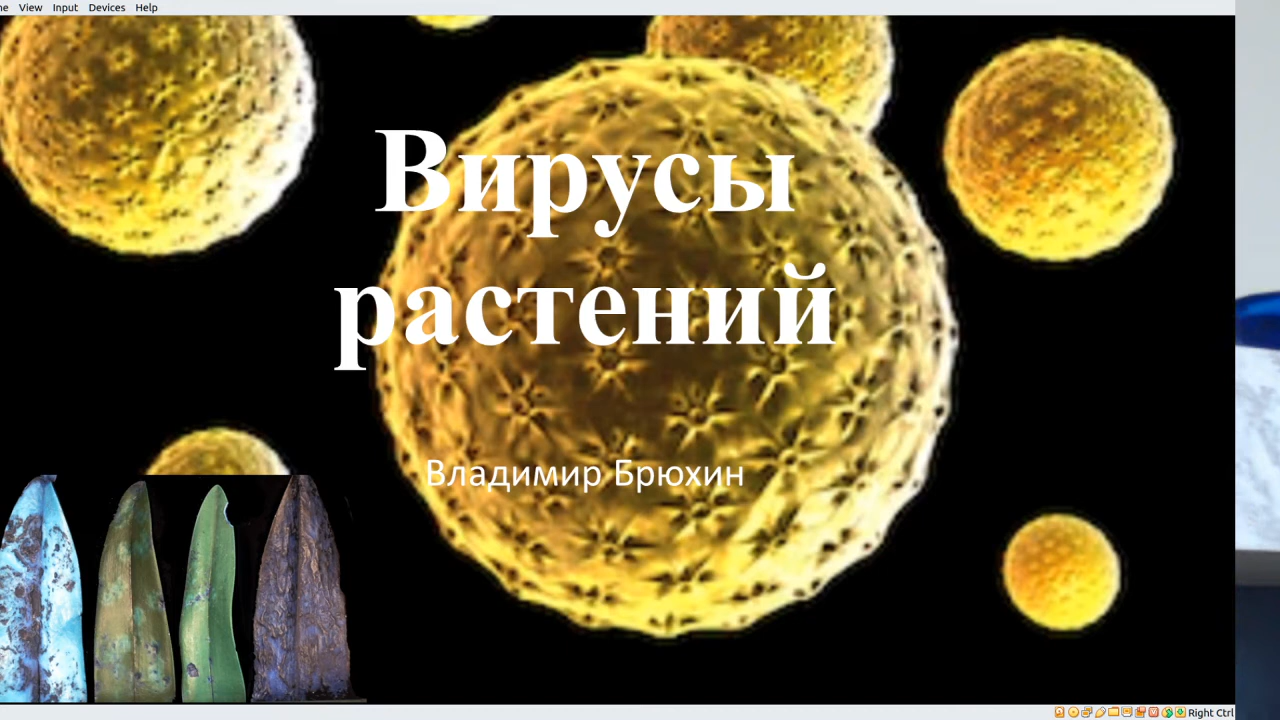 View Input Devices Help
Вирусы
растений
Владимир Брюхин
Right Ctrl